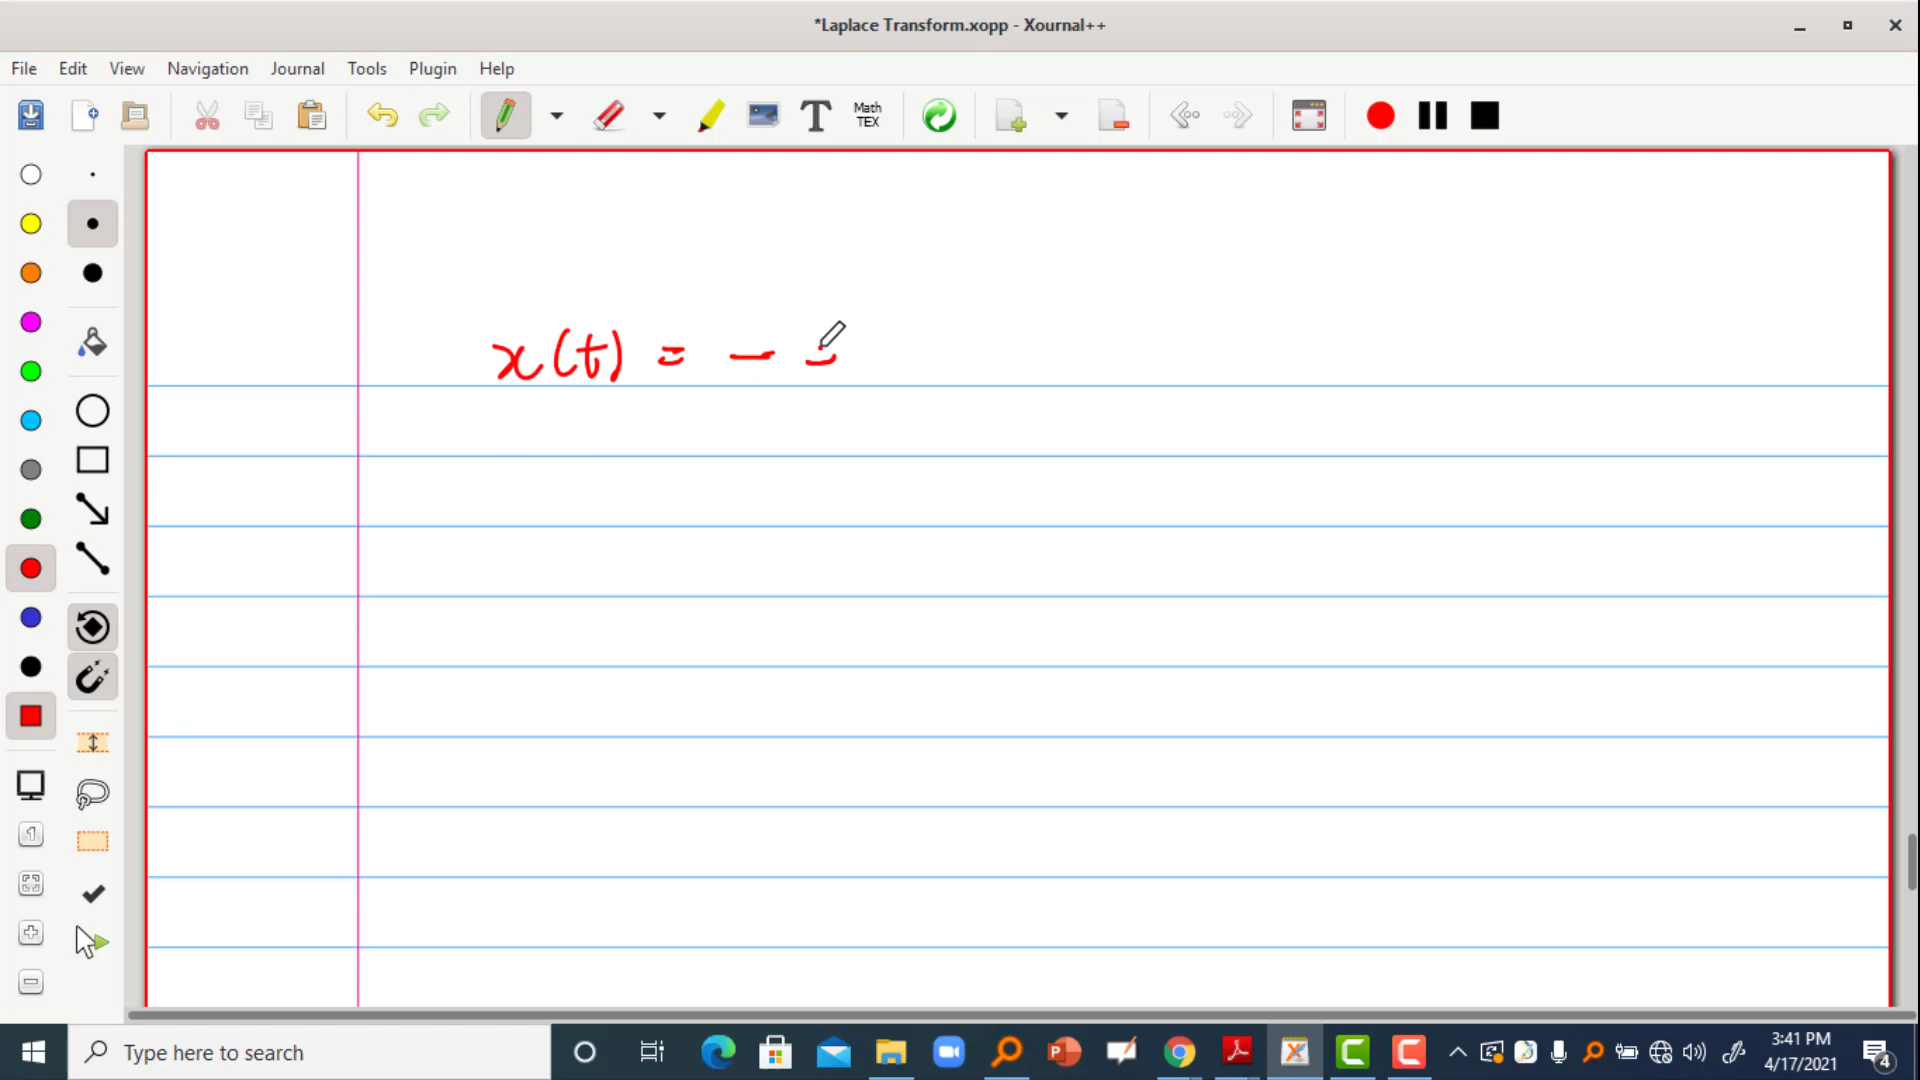 *Laplace Transform.xopp - Xournal++
File Edit View Navigation Journal Tools Plugin Help
T Math TEX
x(t) = -
Type here to search
3:41 PM
4/17/2021
4